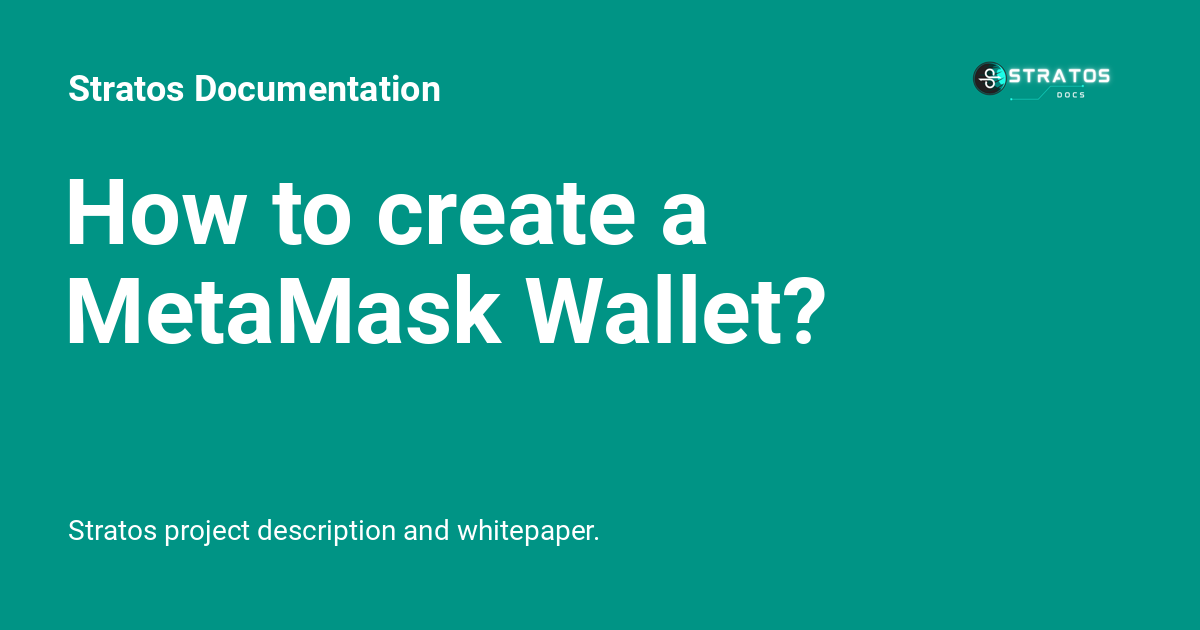 Stratos Documentation
STRATOS
DOCS
How to create a
MetaMask Wallet?
Stratos project description and whitepaper.